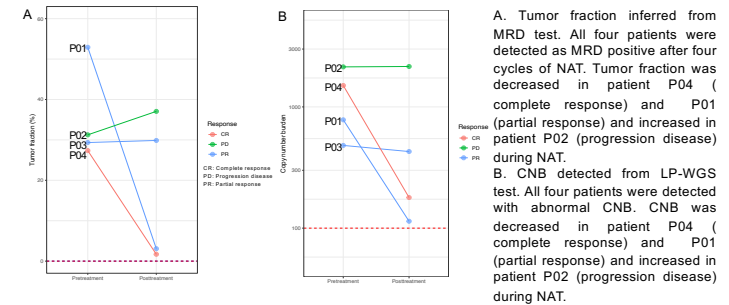 A
60
40
20
0
Tumor fraction (%)
P01
P02
P03
P04
Pretreatment
Posttreatment
Response
CR
PD
PR
CR: Complete response
PD: Progression disease
PR: Partial response
B
3000
1000
300
100
Copy number burden
P02
P04
P01
P03
Pretreatment
Posttreatment
Response
CR
PD
PR
A. Tumor fraction inferred from
MRD test. All four patients were
detected as MRD positive after four
cycles of NAT. Tumor fraction was
decreased in patient P04 (
complete response) and P01
(partial response) and increased in
patient P02 (progression disease)
during NAT.
B. CNB detected from LP-WGS
test. All four patients were detected
with abnormal CNB. CNB was
decreased in patient P04 (
complete response) and P01
(partial response) and increased in
patient P02 (progression disease)
during NAT.